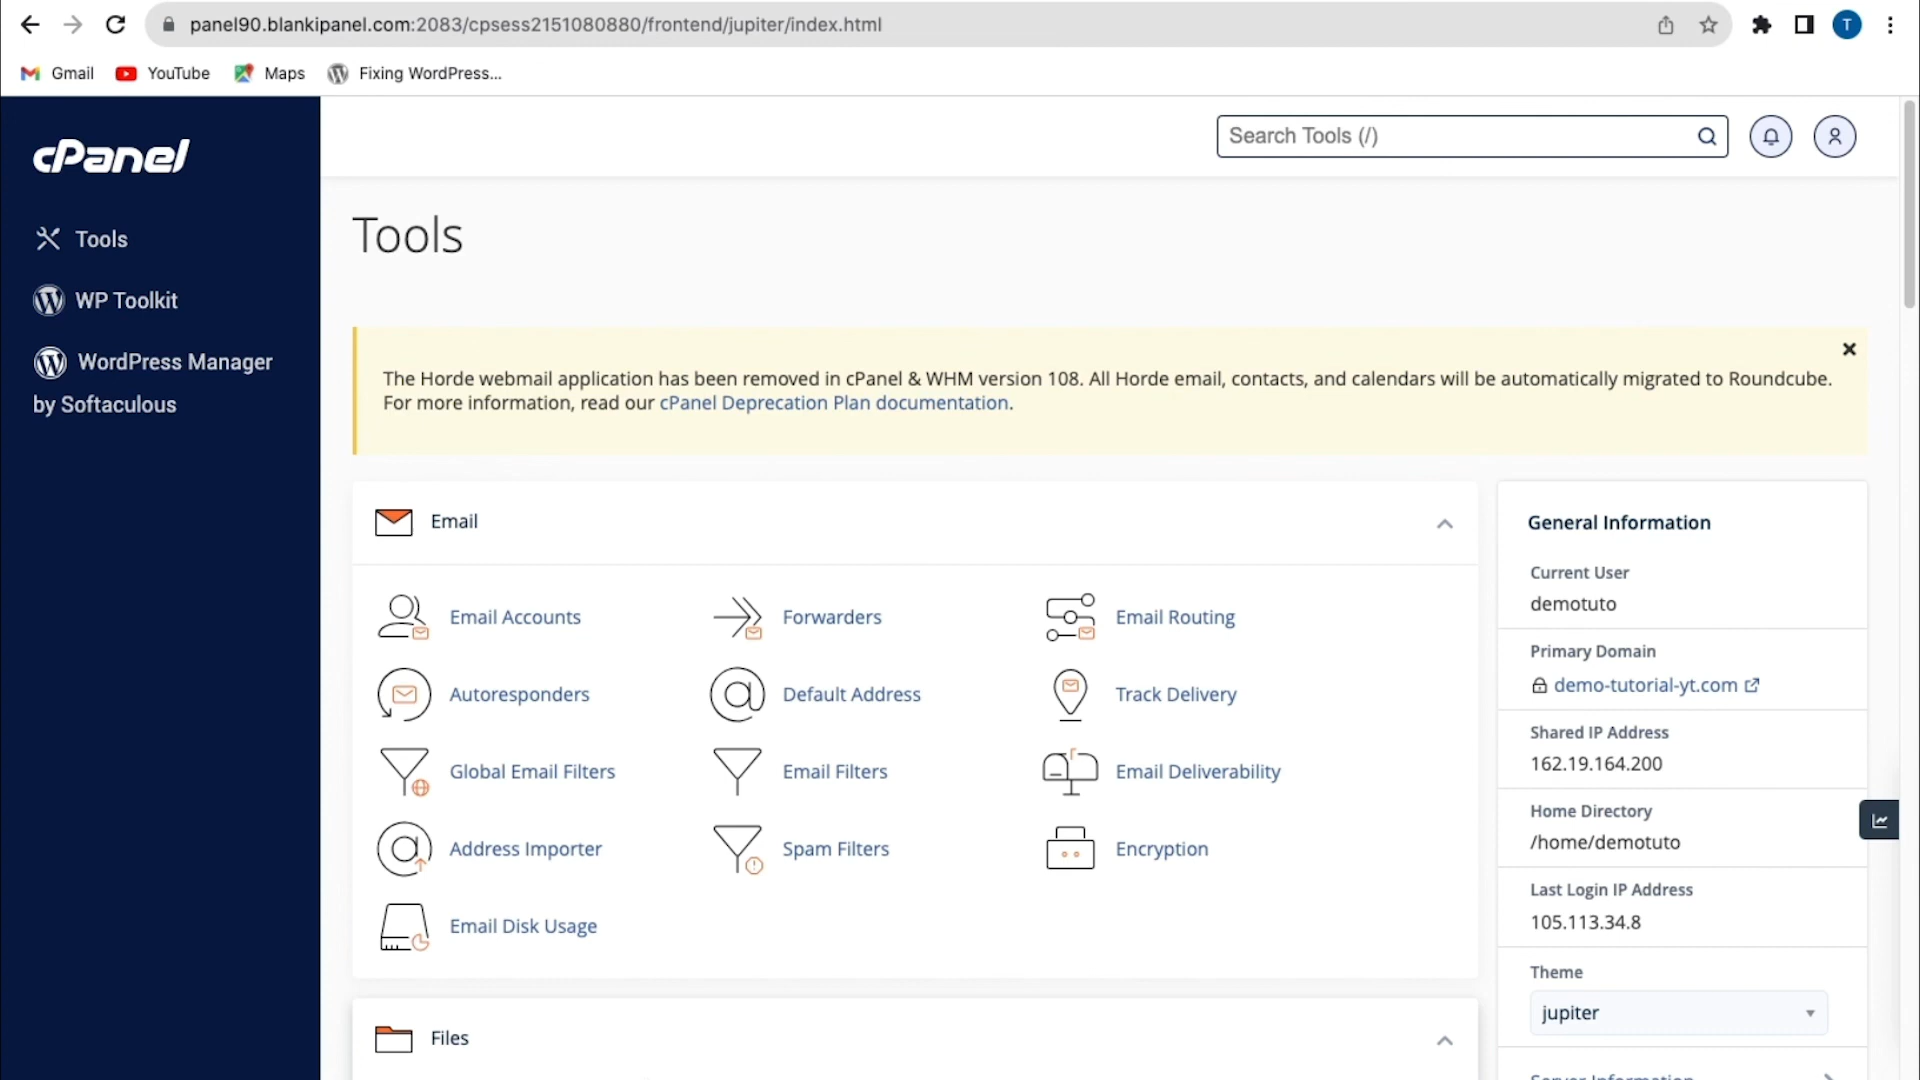 panel90.blankipanel.com:2083/cpsess2151080880/frontend/jupiter/index.html
T
Gmail
YouTube
Maps
Fixing WordPress...
cPanel
Search Tools (/)
Tools
WP Toolkit
WordPress Manager
by Softaculous
Tools
The Horde webmail application has been removed in cPanel & WHM version 108. All Horde email, contacts, and calendars will be automatically migrated to Roundcube.
For more information, read our cPanel Deprecation Plan documentation.
Email
Email Accounts
Forwarders
Email Routing
Autoresponders
Default Address
Track Delivery
Global Email Filters
Email Filters
Email Deliverability
Address Importer
Spam Filters
Encryption
Email Disk Usage
Files
General Information
Current User
demotuto
Primary Domain
demo-tutorial-yt.com
Shared IP Address
162.19.164.200
Home Directory
/home/demotuto
Last Login IP Address
105.113.34.8
Theme
jupiter
Server Information